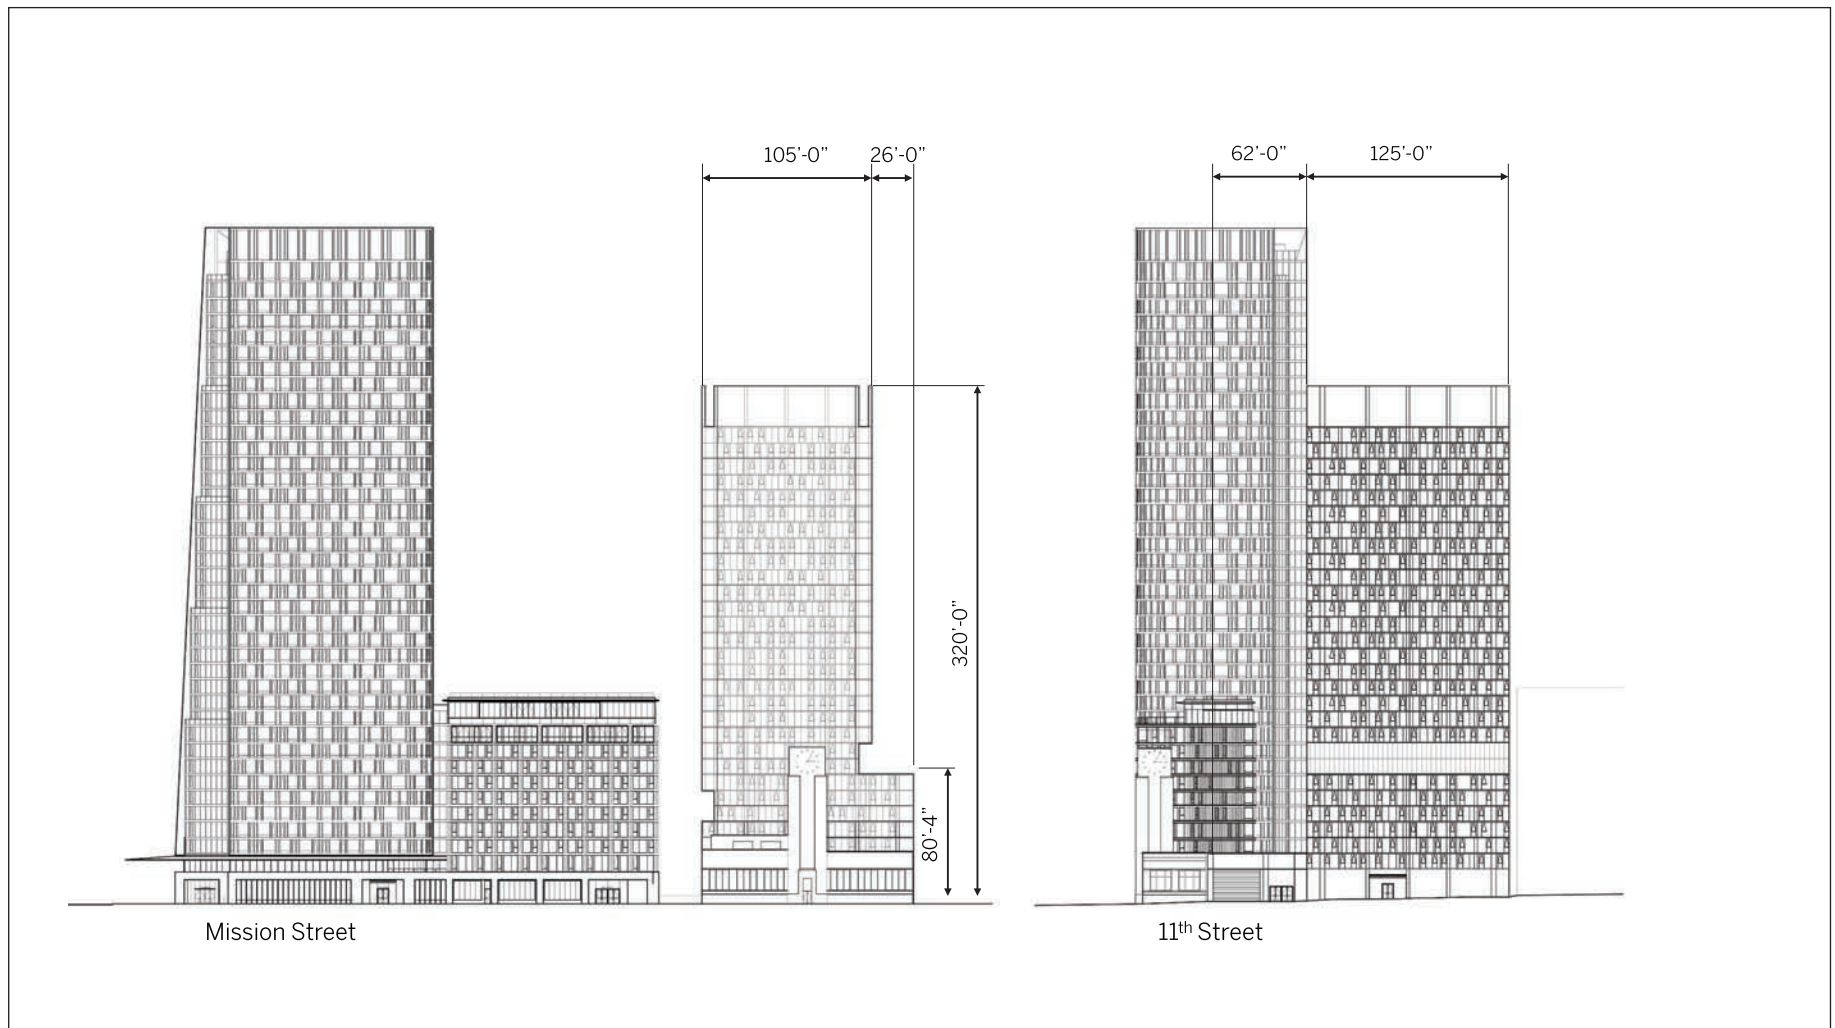 105’-0” 26’-0” 62’-0” 125’-0”
320’-0”
80’-4”
Mission Street 11th Street